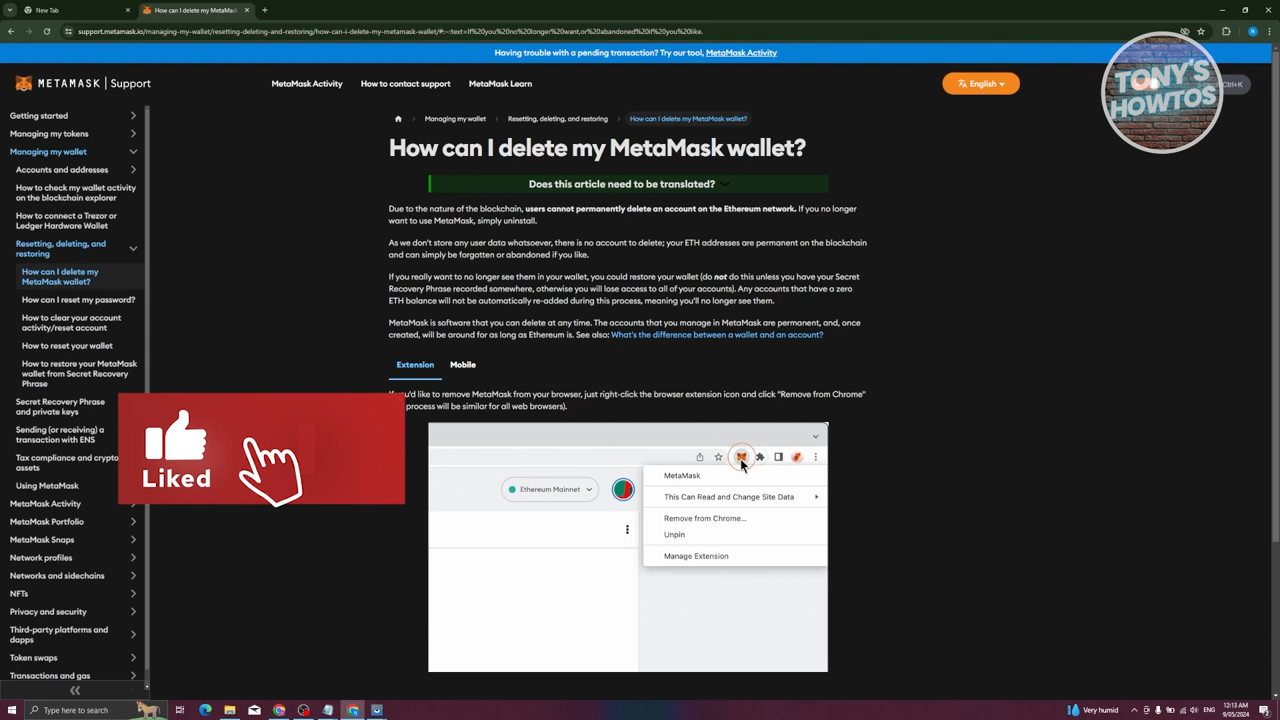 New Tab
How can I delete my MetaMask
support.metamask.io/managing-my-wallet/resetting-deleting-and-restoring/how-can-i-delete-my-metamask-wallet/#:~:text=If%20you%20no%20longer%20want,or%20abandoned%20if%20you%20like.
Having trouble with a pending transaction? Try our tool, MetaMask Activity
METAMASK | Support
MetaMask Activity
How to contact support
MetaMask Learn
English
Ctrl+K
TONY'S
HOWTOS
Getting started
Managing my tokens
Managing my wallet
Accounts and addresses
How to check my wallet activity
on the blockchain explorer
How to connect a Trezor or
Ledger Hardware Wallet
Resetting, deleting, and
restoring
How can I delete my
MetaMask wallet?
How can I reset my password?
How to clear your account
activity/reset account
How to reset your wallet
How to restore your MetaMask
wallet from Secret Recovery
Phrase
Secret Recovery Phrase
and private keys
Sending (or receiving) a
transaction with ENS
Tax compliance and crypto
assets
Using MetaMask
MetaMask Activity
MetaMask Portfolio
MetaMask Snaps
Network profiles
Networks and sidechains
NFTs
Privacy and security
Third-party platforms and
dapps
Token swaps
Transactions and gas
Managing my wallet
Resetting, deleting, and restoring
How can I delete my MetaMask wallet?
How can I delete my MetaMask wallet?
Does this article need to be translated?
Due to the nature of the blockchain, users cannot permanently delete an account on the Ethereum network. If you no longer
want to use MetaMask, simply uninstall.
As we don't store any user data whatsoever, there is no account to delete; your ETH addresses are permanent on the blockchain
and can simply be forgotten or abandoned if you like.
If you really want to no longer see them in your wallet, you could restore your wallet (do not do this unless you have your Secret
Recovery Phrase recorded somewhere, otherwise you will lose access to all of your accounts). Any accounts that have a zero
ETH balance will not be automatically re-added during this process, meaning you'll no longer see them.
MetaMask is software that you can delete at any time. The accounts that you manage in MetaMask are permanent, and, once
created, will be around for as long as Ethereum is. See also: What's the difference between a wallet and an account?
Extension
Mobile
you'd like to remove MetaMask from your browser, just right-click the browser extension icon and click "Remove from Chrome"
process will be similar for all web browsers).
Liked
Ethereum Mainnet
MetaMask
This Can Read and Change Site Data
Remove from Chrome...
Unpin
Manage Extension
Type here to search
Very humid
ENG
12:13 AM
9/05/2024